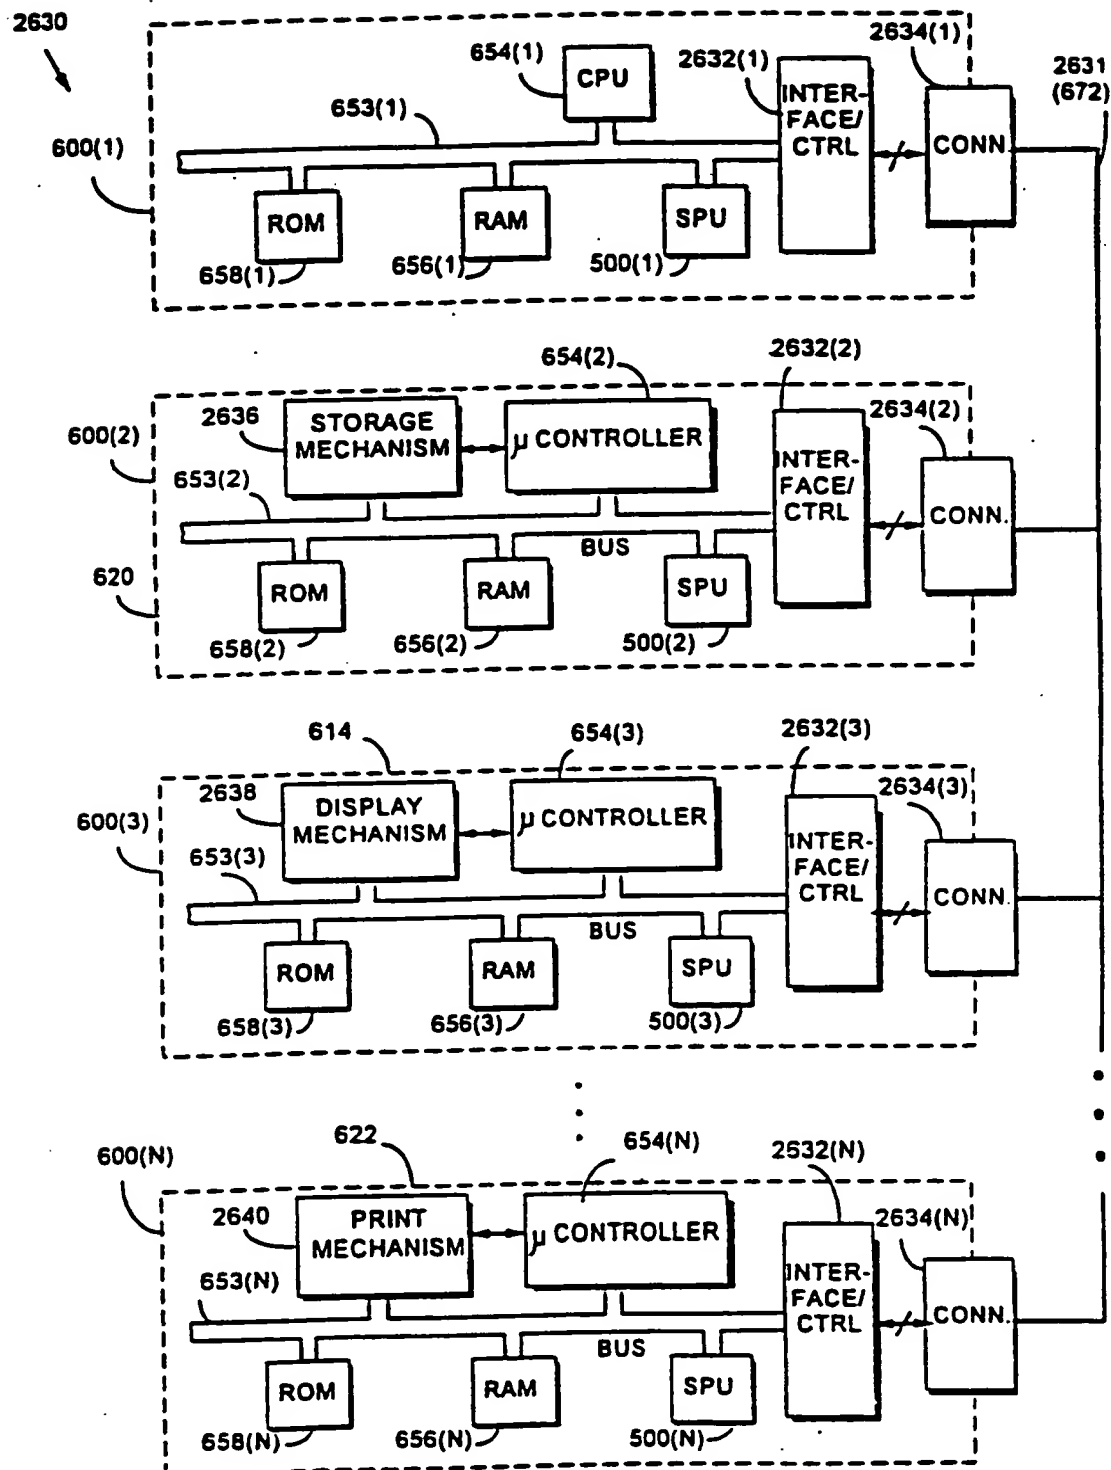 2630
654(1)
2632(1)
2634(1)
2631
(672)
CPU
INTER-
FACE/
CTRL
CONN.
653(1)
600(1)
ROM
RAM
SPU
658(1)
656(1)
500(1)
654(2)
2632(2)
2634(2)
600(2)
2636
STORAGE
MECHANISM
µ CONTROLLER
INTER-
FACE/
CTRL
CONN.
653(2)
BUS
620
ROM
RAM
SPU
658(2)
656(2)
500(2)
614
654(3)
2632(3)
2634(3)
600(3)
2638
DISPLAY
MECHANISM
µ CONTROLLER
INTER-
FACE/
CTRL
CONN.
653(3)
BUS
ROM
RAM
SPU
658(3)
656(3)
500(3)
622
654(N)
2632(N)
2634(N)
600(N)
2640
PRINT
MECHANISM
µ CONTROLLER
INTER-
FACE/
CTRL
CONN.
653(N)
BUS
ROM
RAM
SPU
658(N)
656(N)
500(N)